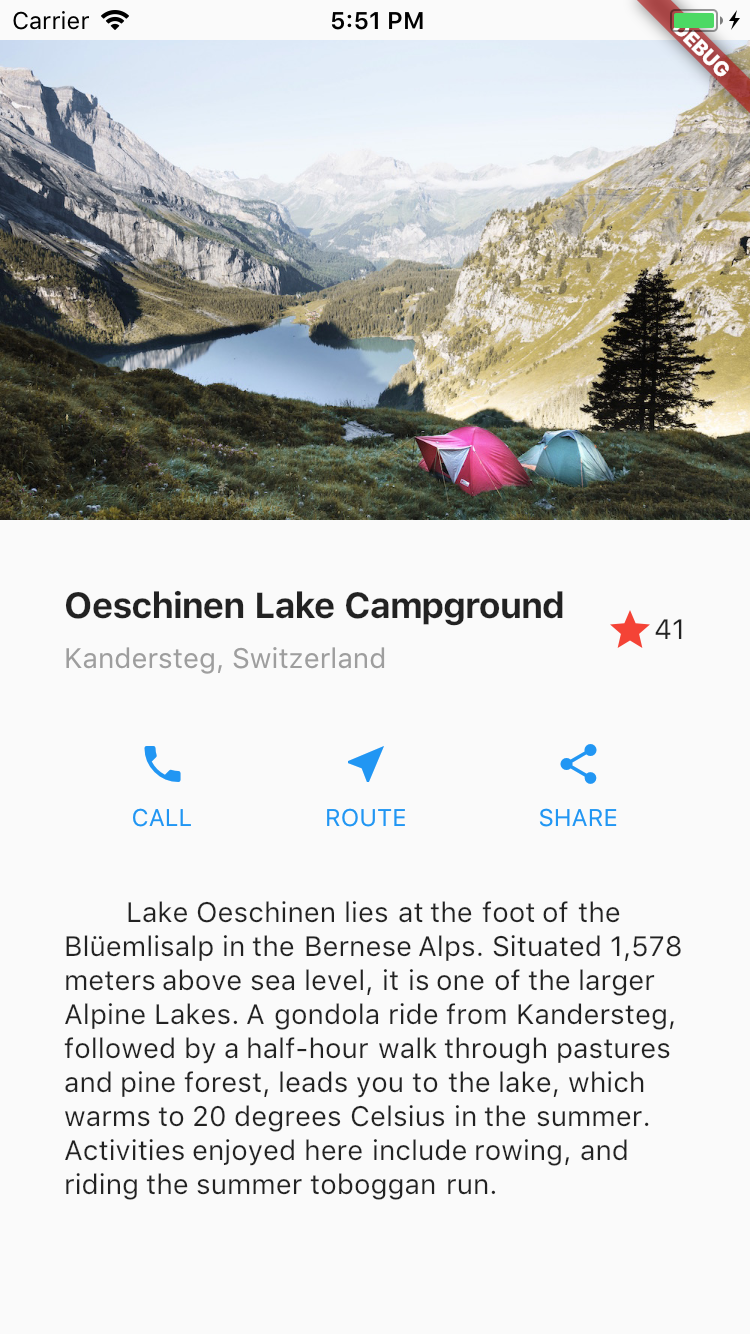 Carrier 5:51 PM
DEBUG
Oeschinen Lake Campground
41
Kandersteg, Switzerland
CALL ROUTE SHARE
Lake Oeschinen lies at the foot of the
Blüemlisalp in the Bernese Alps. Situated 1,578
meters above sea level, it is one of the larger
Alpine Lakes. A gondola ride from Kandersteg,
followed by a half-hour walk through pastures
and pine forest, leads you to the lake, which
warms to 20 degrees Celsius in the summer.
Activities enjoyed here include rowing, and
riding the summer toboggan run.